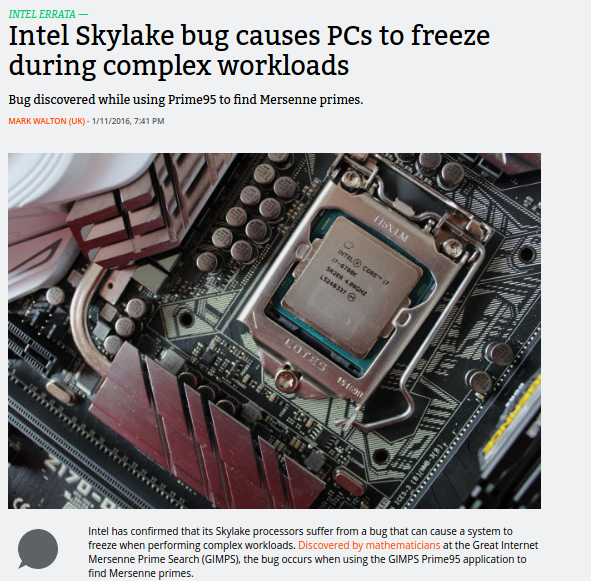 INTEL ERRATA —
Intel Skylake bug causes PCs to freeze
during complex workloads
Bug discovered while using Prime95 to find Mersenne primes.
MARK WALTON (UK) - 1/11/2016, 7:41 PM
INTEL® CORE™ i7
i7-6700K
SR2BR 4.00GHZ
LOTES
Z170-
Intel has confirmed that its Skylake processors suffer from a bug that can cause a system to
freeze when performing complex workloads. Discovered by mathematicians at the Great Internet
Mersenne Prime Search (GIMPS), the bug occurs when using the GIMPS Prime95 application to
find Mersenne primes.